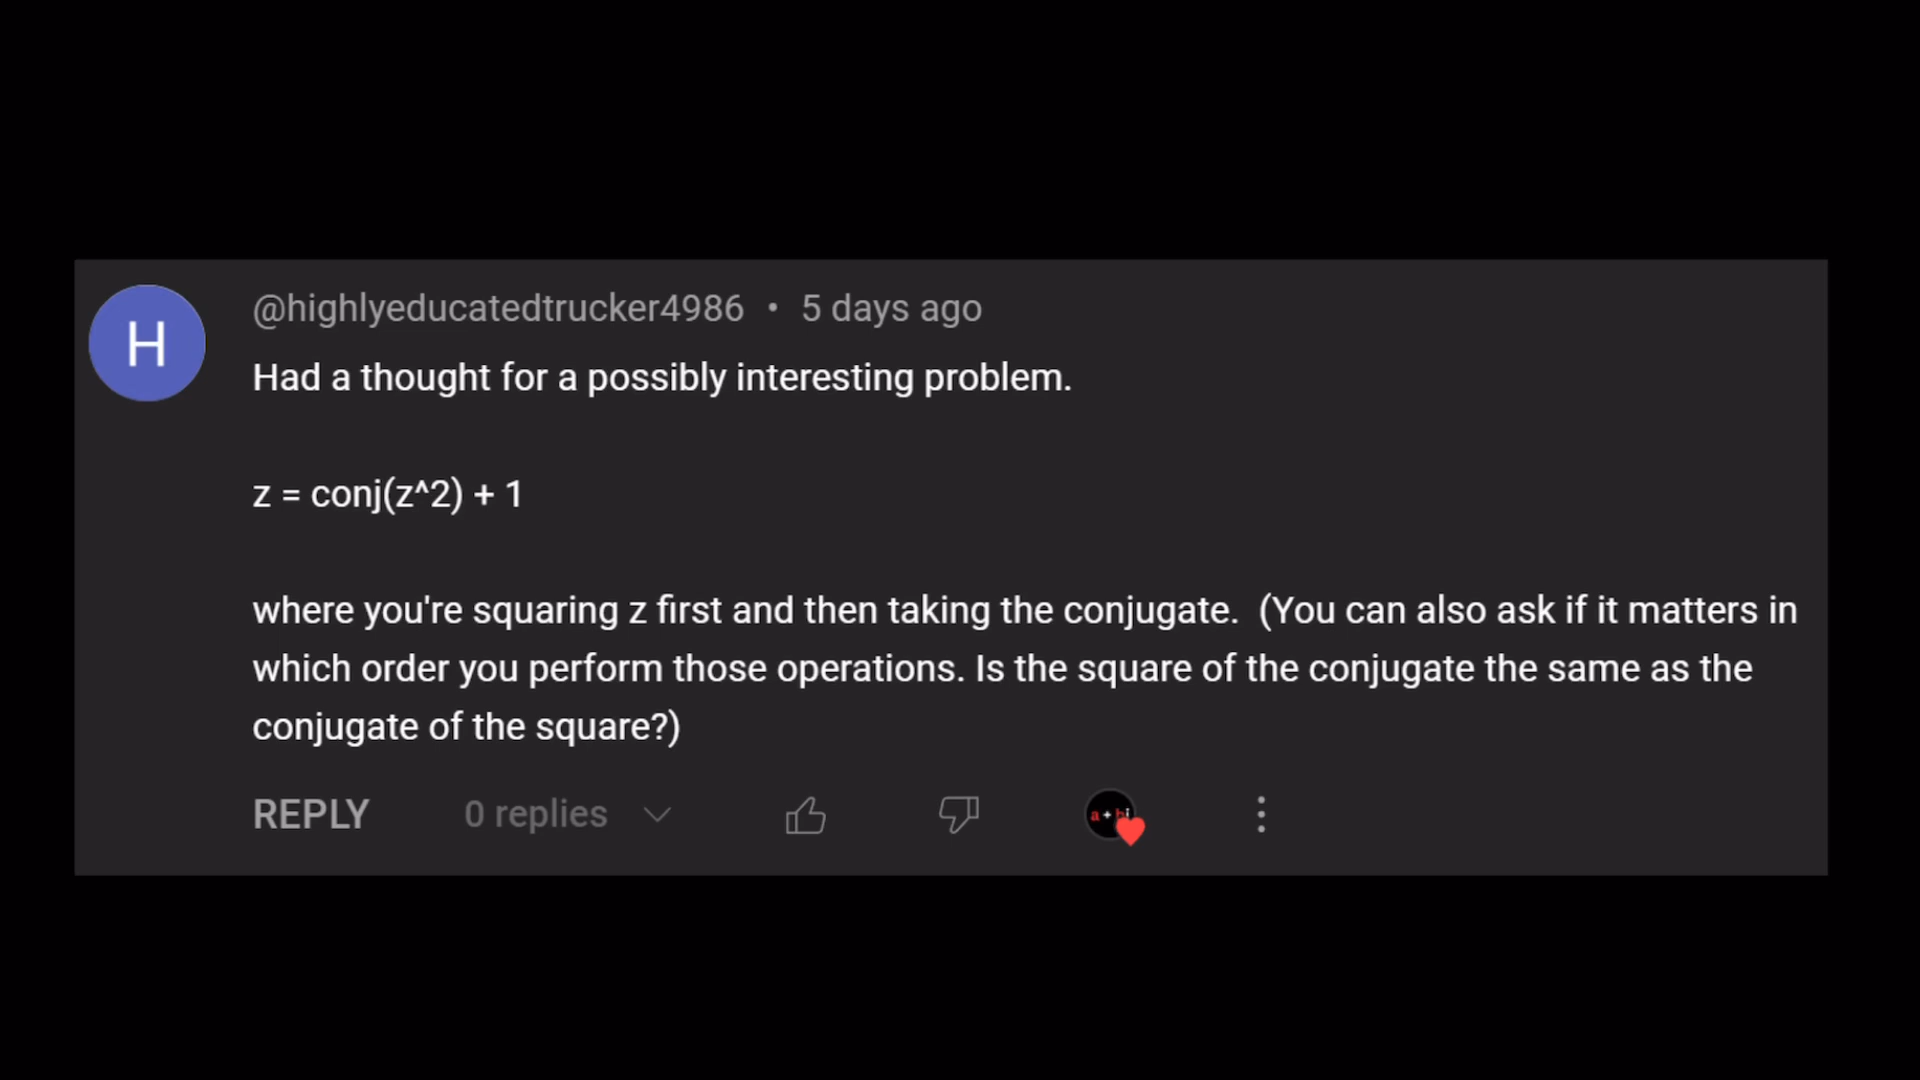 H
@highlyeducatedtrucker4986 • 5 days ago
Had a thought for a possibly interesting problem.
z = conj(z^2) + 1
where you're squaring z first and then taking the conjugate.  (You can also ask if it matters in
which order you perform those operations. Is the square of the conjugate the same as the
conjugate of the square?)
REPLY 0 replies
a + bi